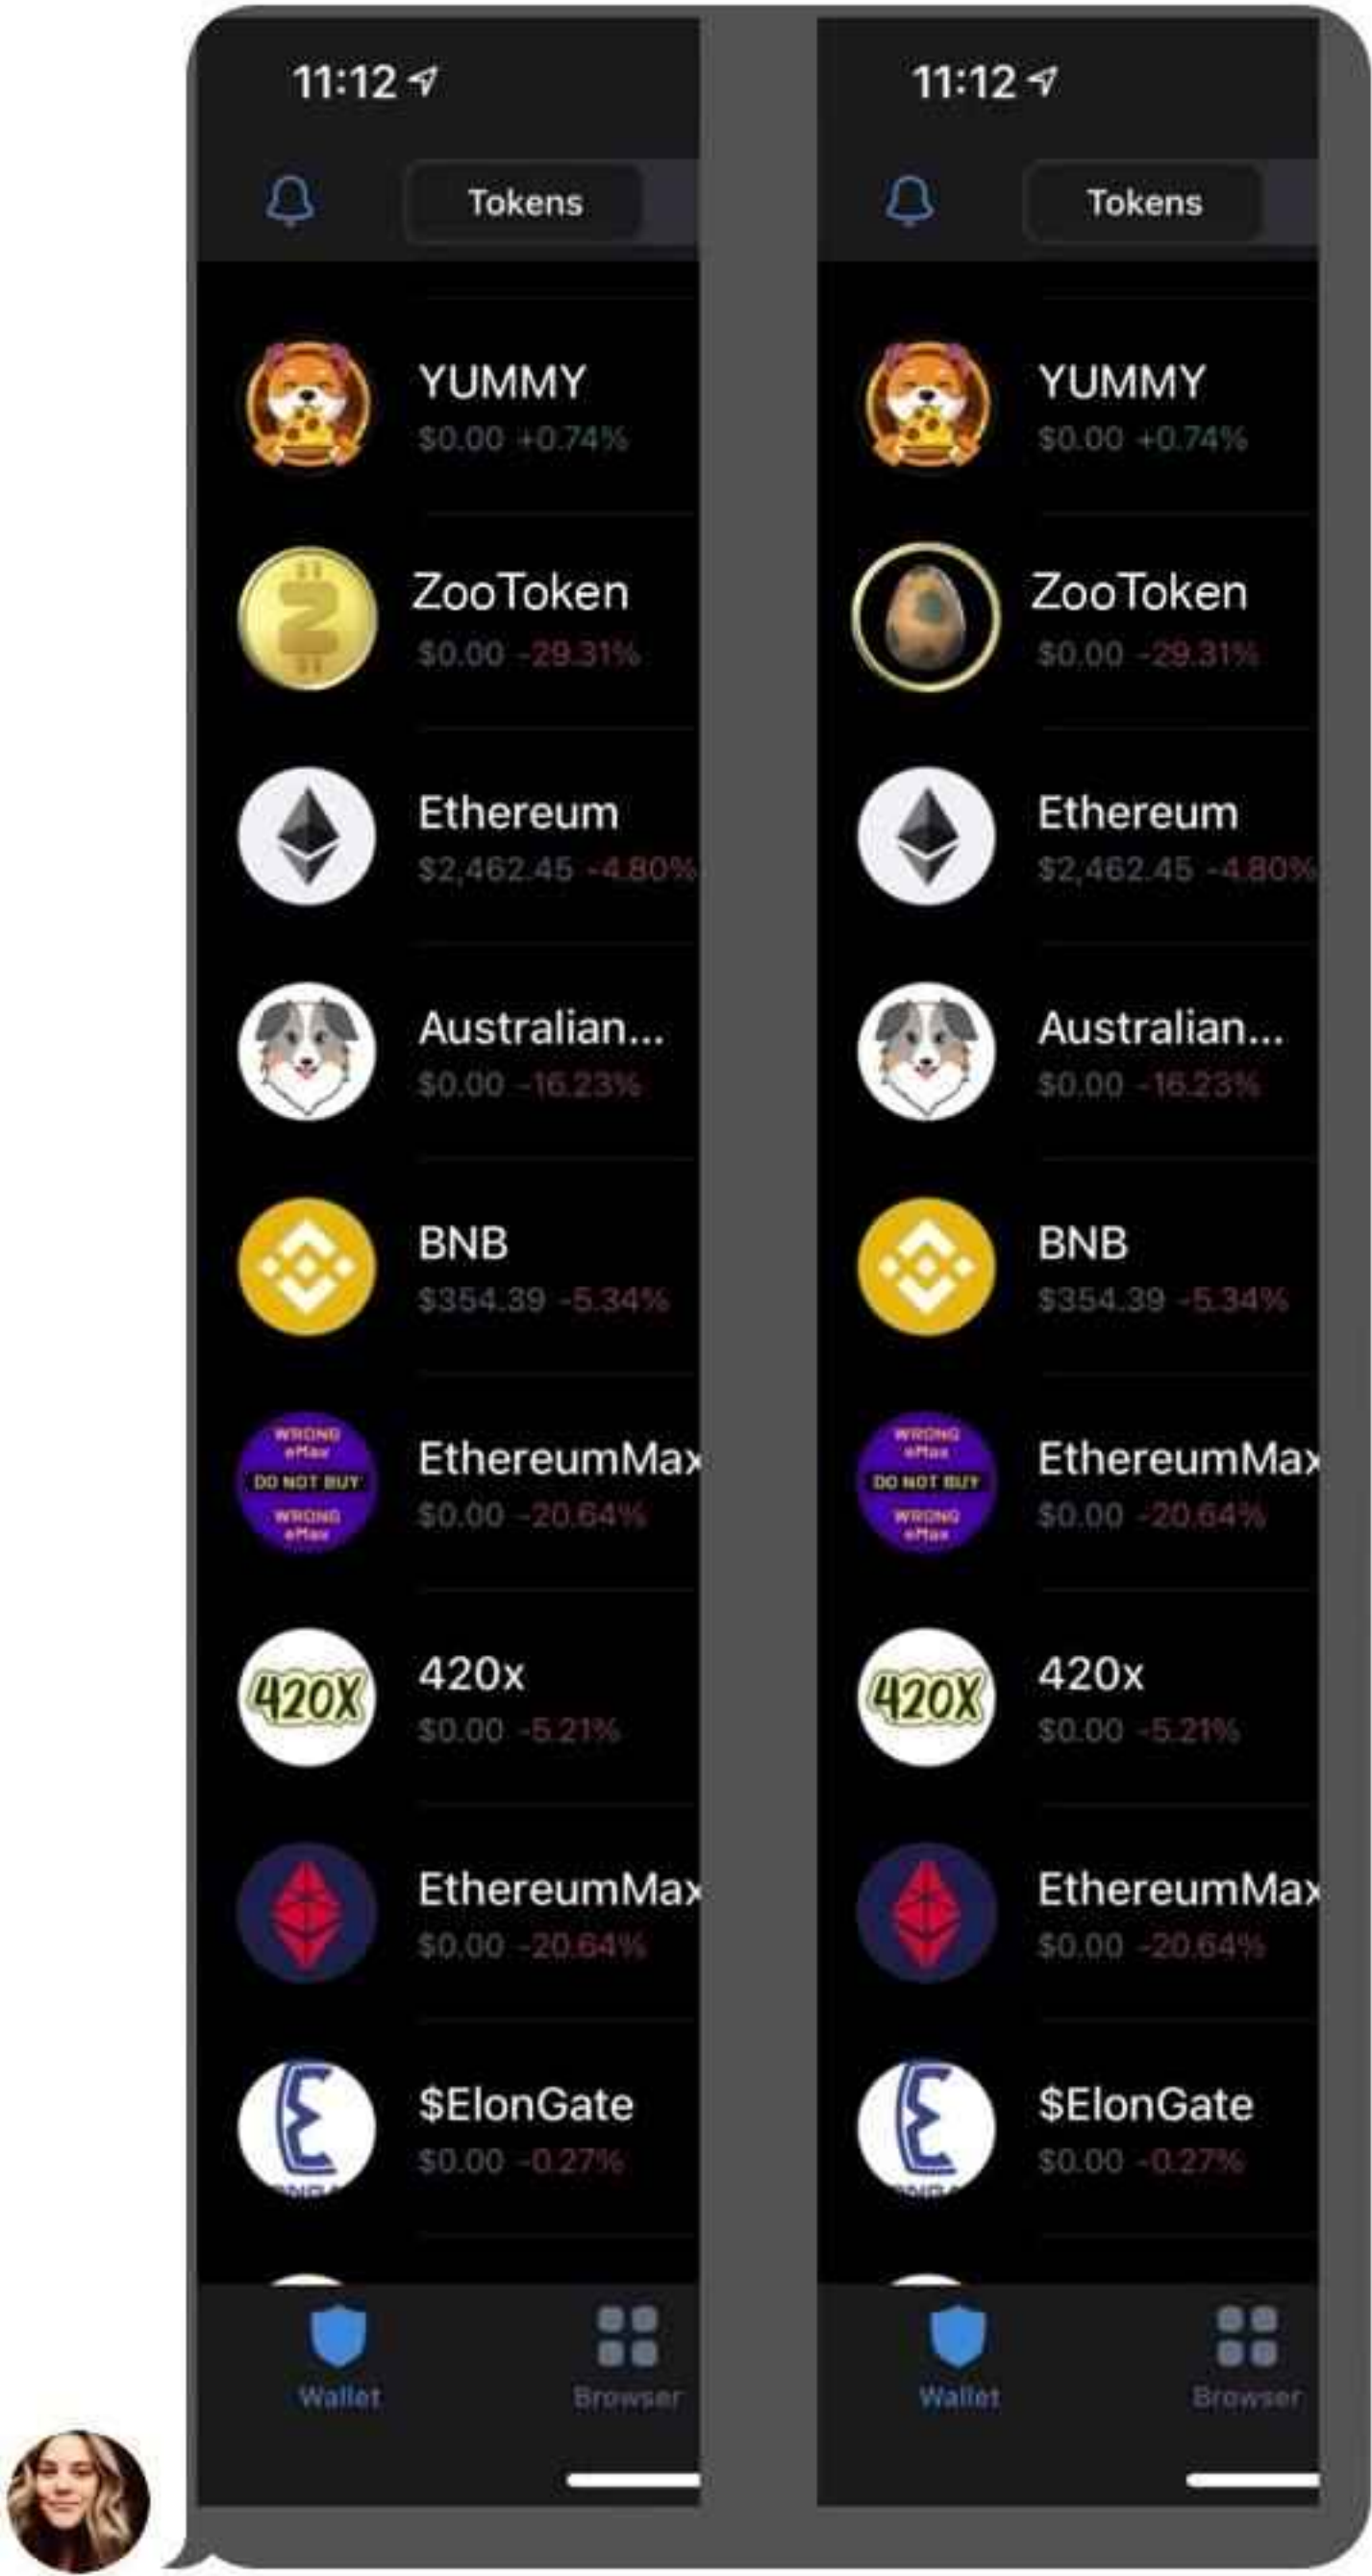 11:12
Tokens
YUMMY
$0.00 +0.74%
ZooToken
$0.00 -29.31%
Ethereum
$2,462.45 -4.80%
Australian...
$0.00 -16.23%
BNB
$354.39 -5.34%
WRONG
eMax
DO NOT BUY
WRONG
eMax
EthereumMax
$0.00 -20.64%
420X
420x
$0.00 -5.21%
EthereumMax
$0.00 -20.64%
$ElonGate
$0.00 -0.27%
Wallet
Browser
11:12
Tokens
YUMMY
$0.00 +0.74%
ZooToken
$0.00 -29.31%
Ethereum
$2,462.45 -4.80%
Australian...
$0.00 -16.23%
BNB
$354.39 -5.34%
WRONG
eMax
DO NOT BUY
WRONG
eMax
EthereumMax
$0.00 -20.64%
420X
420x
$0.00 -5.21%
EthereumMax
$0.00 -20.64%
$ElonGate
$0.00 -0.27%
Wallet
Browser